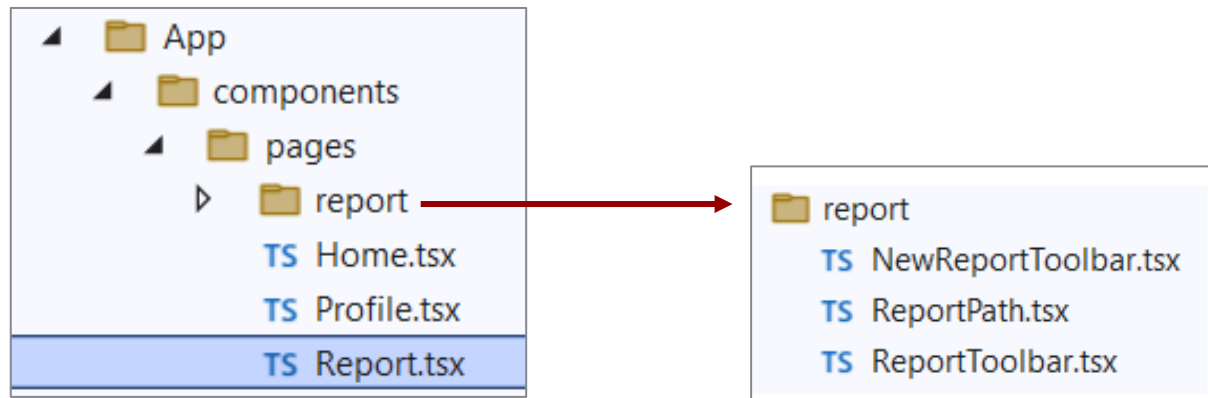 App
components
pages
report
TS Home.tsx
TS Profile.tsx
TS Report.tsx
report
TS NewReportToolbar.tsx
TS ReportPath.tsx
TS ReportToolbar.tsx